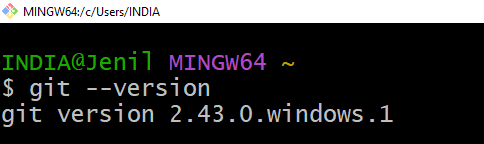 MINGW64:/c/Users/INDIA
INDIA@Jenil MINGW64 ~
$ git --version
git version 2.43.0.windows.1